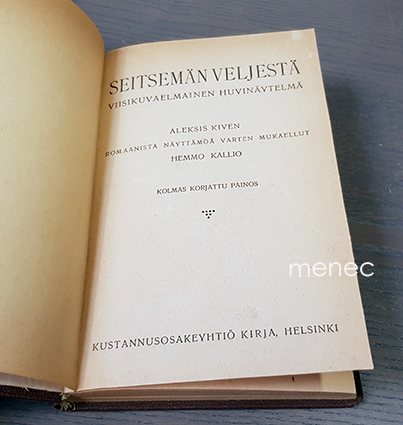 SEITSEMÄN VELJESTÄ
VIISIKUVAELMAINEN HUVINÄYTELMÄ
ALEKSIS KIVEN
ROMAANISTA NÄYTTÄMÖÄ VARTEN MUKAELLUT
HEMMO KALLIO
KOLMAS KORJATTU PAINOS
menec
KUSTANNUSOSAKEYHTIÖ KIRJA, HELSINKI